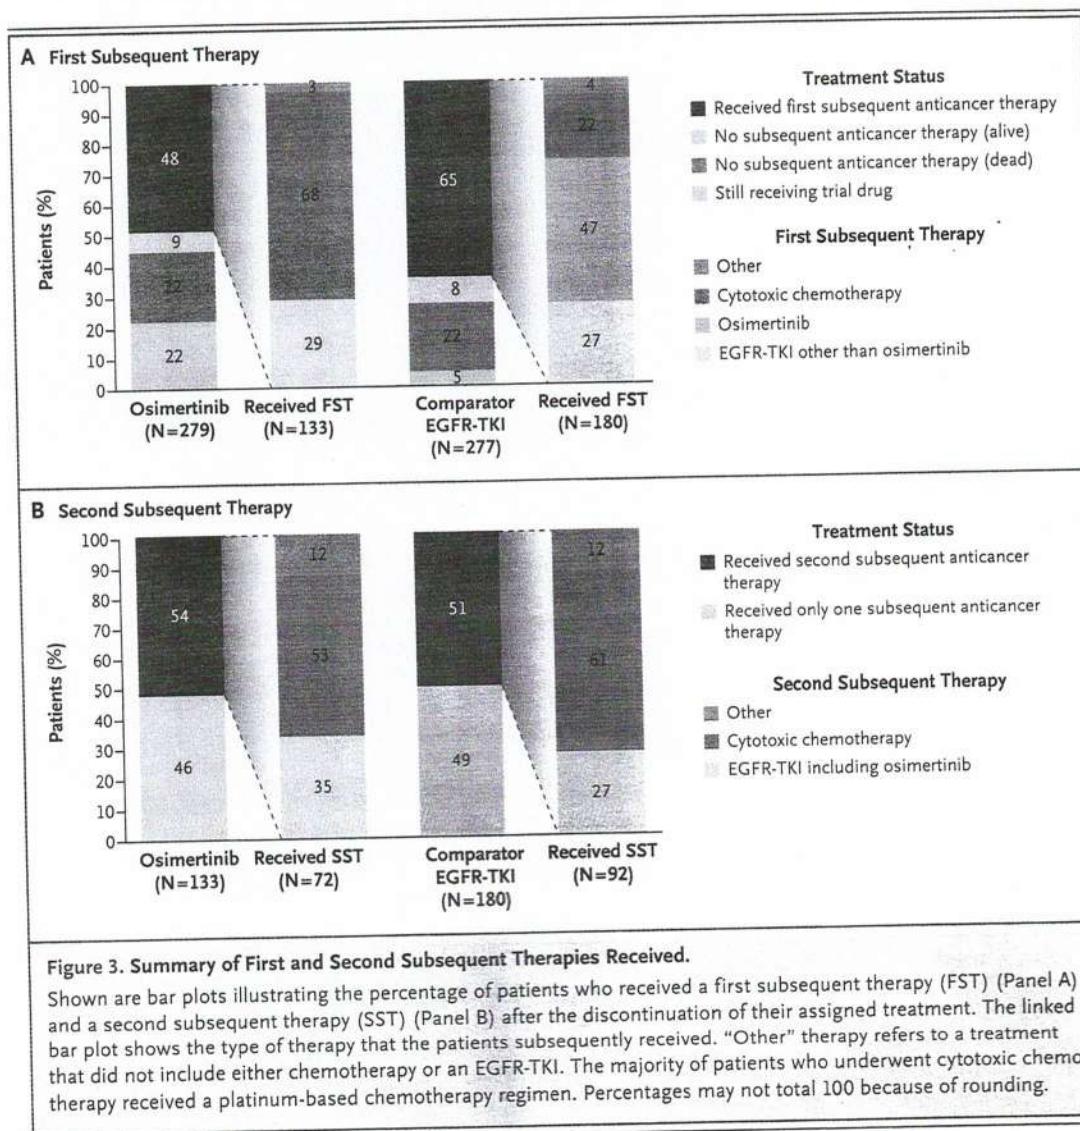 A First Subsequent Therapy
Patients (%)
100
90
80
70
60
50
40
30
20
10
0
48
9
22
22
3
68
29
65
8
22
5
4
22
47
27
Osimertinib
(N=279)
Received FST
(N=133)
Comparator
EGFR-TKI
(N=277)
Received FST
(N=180)
Treatment Status
Received first subsequent anticancer therapy
No subsequent anticancer therapy (alive)
No subsequent anticancer therapy (dead)
Still receiving trial drug
First Subsequent Therapy
Other
Cytotoxic chemotherapy
Osimertinib
EGFR-TKI other than osimertinib
B Second Subsequent Therapy
Patients (%)
100
90
80
70
60
50
40
30
20
10
0
54
46
12
53
35
51
49
12
61
27
Osimertinib
(N=133)
Received SST
(N=72)
Comparator
EGFR-TKI
(N=180)
Received SST
(N=92)
Treatment Status
Received second subsequent anticancer
therapy
Received only one subsequent anticancer
therapy
Second Subsequent Therapy
Other
Cytotoxic chemotherapy
EGFR-TKI including osimertinib
Figure 3. Summary of First and Second Subsequent Therapies Received.
Shown are bar plots illustrating the percentage of patients who received a first subsequent therapy (FST) (Panel A)
and a second subsequent therapy (SST) (Panel B) after the discontinuation of their assigned treatment. The linked
bar plot shows the type of therapy that the patients subsequently received. “Other” therapy refers to a treatment
that did not include either chemotherapy or an EGFR-TKI. The majority of patients who underwent cytotoxic chemo
therapy received a platinum-based chemotherapy regimen. Percentages may not total 100 because of rounding.